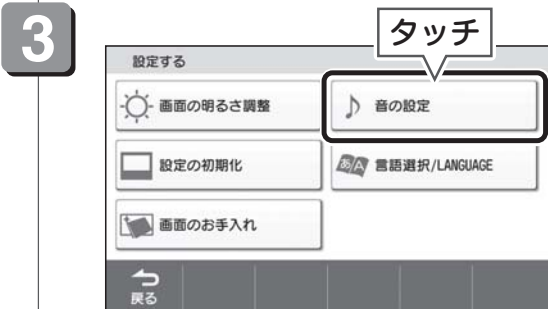 3
タッチ
設定する
画面の明るさ調整
音の設定
設定の初期化
あA 言語選択/LANGUAGE
画面のお手入れ
戻る